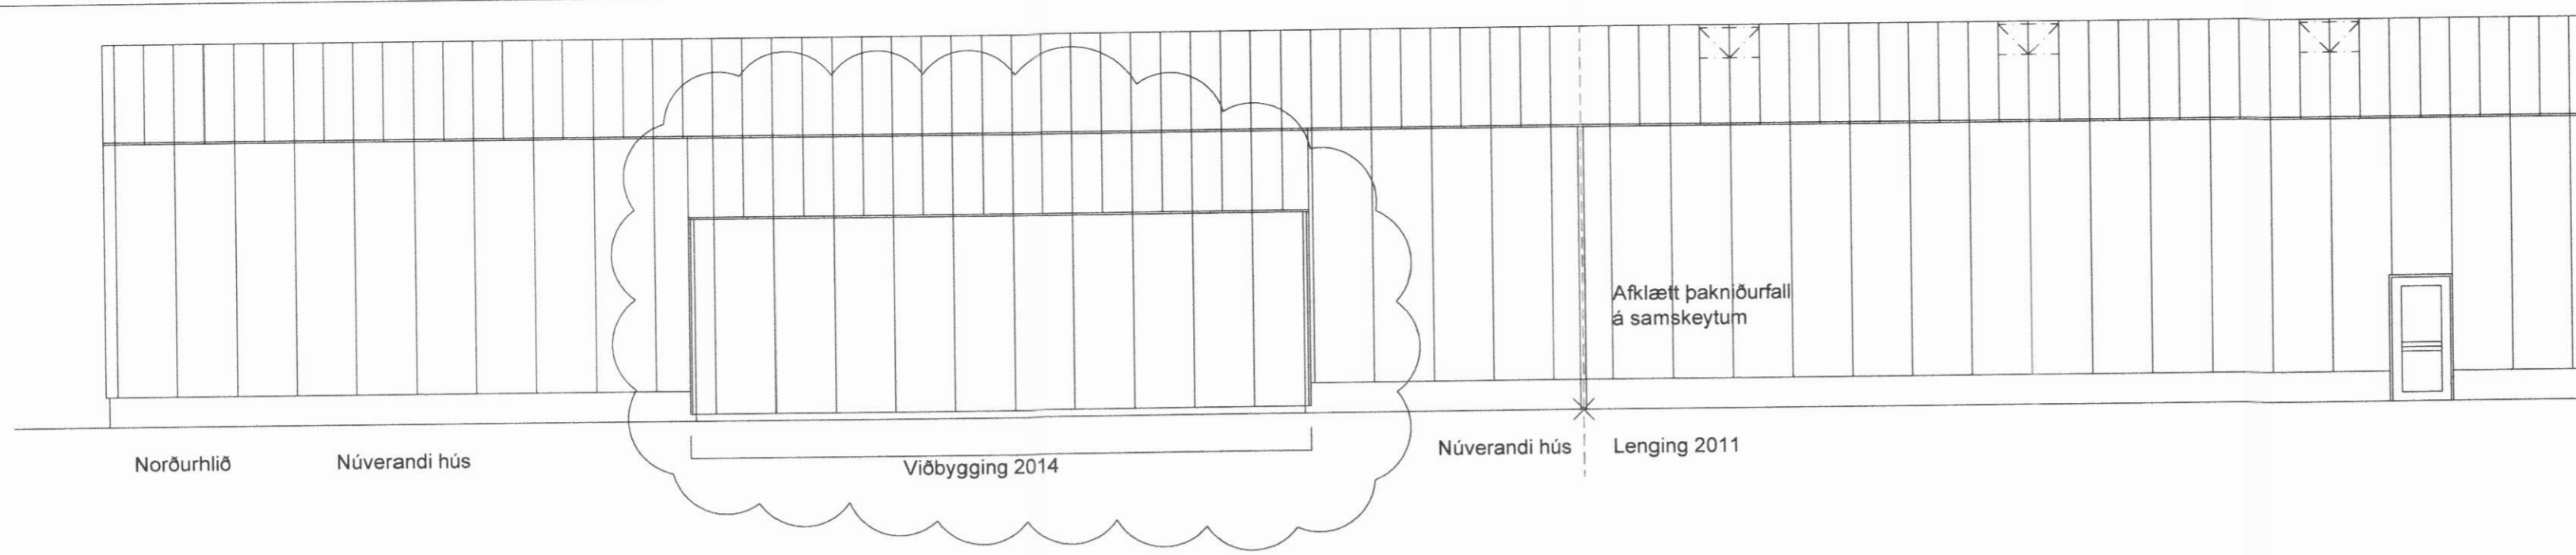 Afklætt þakniðurfall
á samskeytum
Norðurhlið
Núverandi hús
Viðbygging 2014
Núverandi hús
Lenging 2011